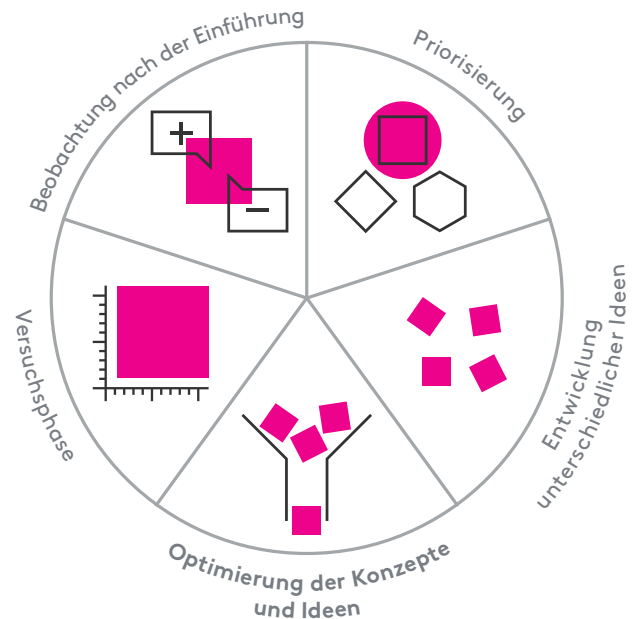 Beobachtung nach der Einführung
Priorisierung
Entwicklung
unterschiedlicher Ideen
Optimierung der Konzepte
und Ideen
Versuchsphase